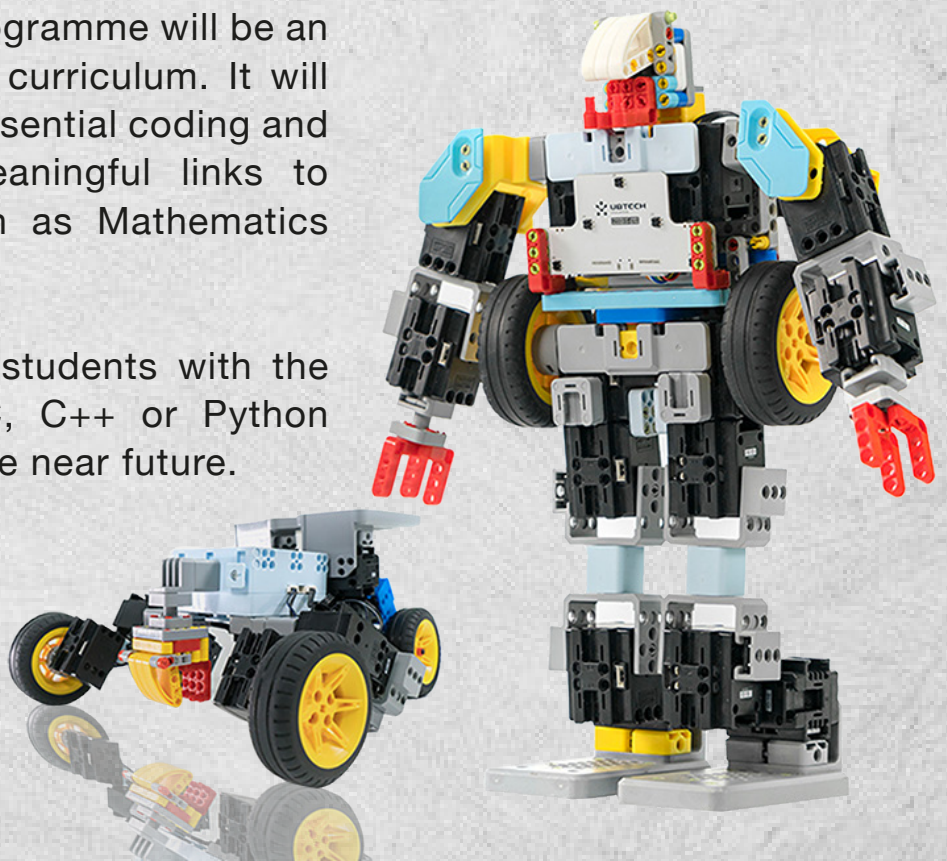 ogramme will be an
curriculum. It will
sential coding and
eaningful links to
as Mathematics
students with the
, C++ or Python
e near future.
UBTECH